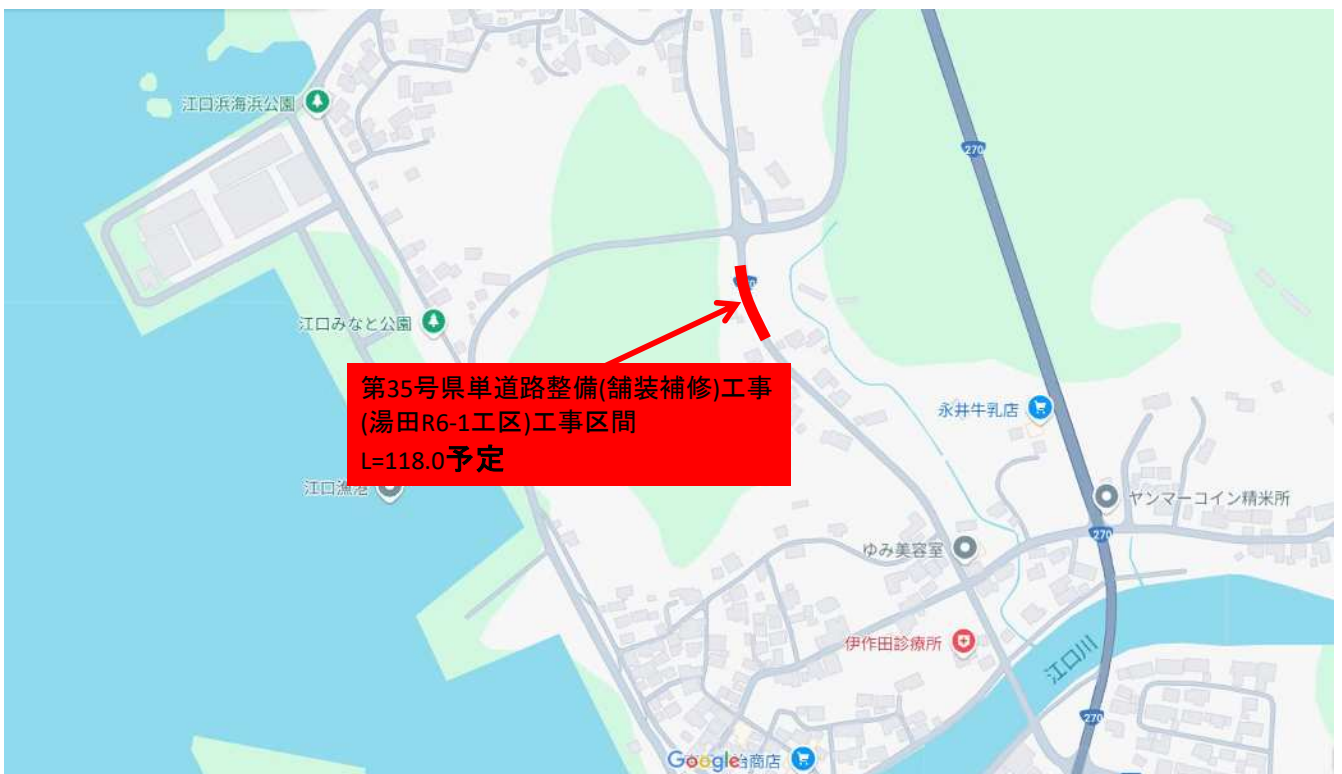 江口浜海浜公園
270
江口みなと公園
第35号県単道路整備(舗装補修)工事
(湯田R6-1工区)工事区間
L=118.0予定
永井牛乳店
江口漁港
ヤンマーコイン精米所
270
ゆみ美容室
伊作田診療所
江口川
270
Google
商店